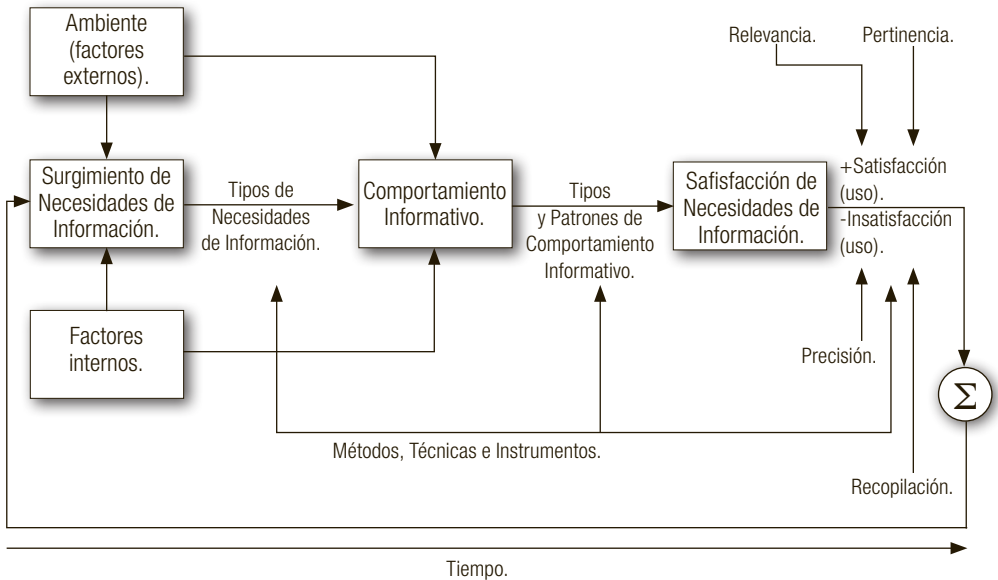 Ambiente
(factores
externos).
Relevancia.
Pertinencia.
Surgimiento de
Necesidades de
Información.
Tipos de
Necesidades
de Información.
Comportamiento
Informativo.
Tipos
y Patrones de
Comportamiento
Informativo.
Safisfacción de
Necesidades de
Información.
+Satisfacción
(uso).
-Insatisfacción
(uso).
Factores
internos.
Precisión.
Σ
Métodos, Técnicas e Instrumentos.
Recopilación.
Tiempo.